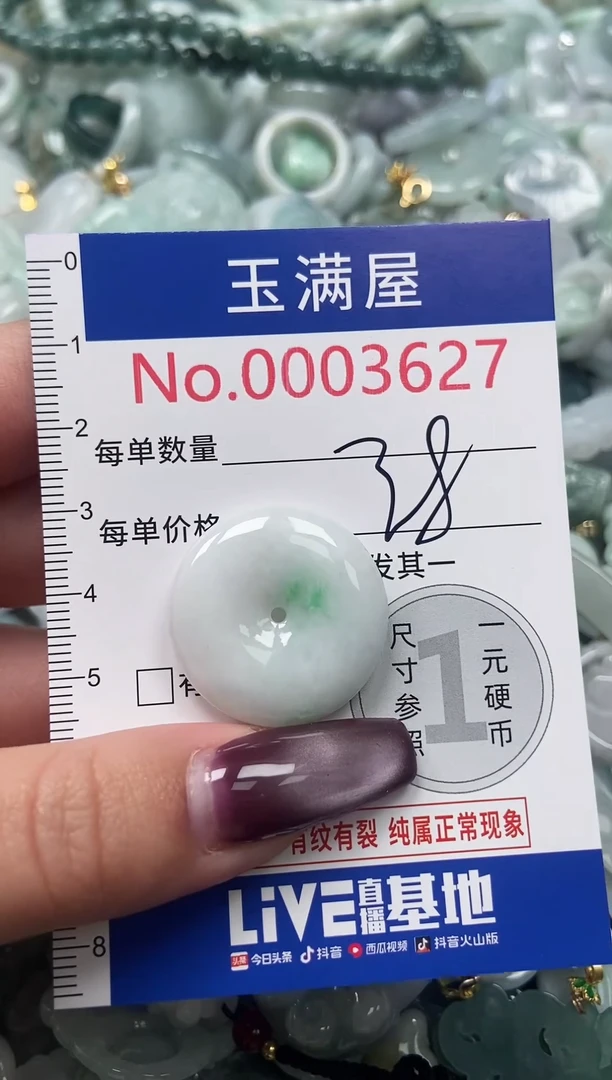 0
1
2
3
4
5
8
玉满屋
No.0003627
每单数量
38
每单价格
发其一
尺寸参照
1
一元硬币
有
有纹有裂 纯属正常现象
LiVE直播基地
头条 今日头条 抖音 西瓜视频 抖音火山版